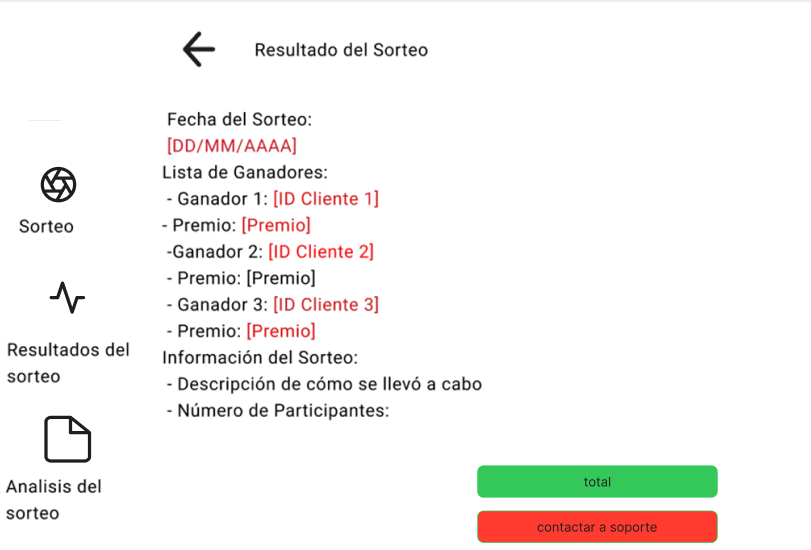 Resultado del Sorteo
Sorteo
Resultados del
sorteo
Analisis del
sorteo
Fecha del Sorteo:
[DD/MM/AAAA]
Lista de Ganadores:
- Ganador 1: [ID Cliente 1]
- Premio: [Premio]
-Ganador 2: [ID Cliente 2]
- Premio: [Premio]
- Ganador 3: [ID Cliente 3]
- Premio: [Premio]
Información del Sorteo:
- Descripción de cómo se llevó a cabo
- Número de Participantes:
total
contactar a soporte